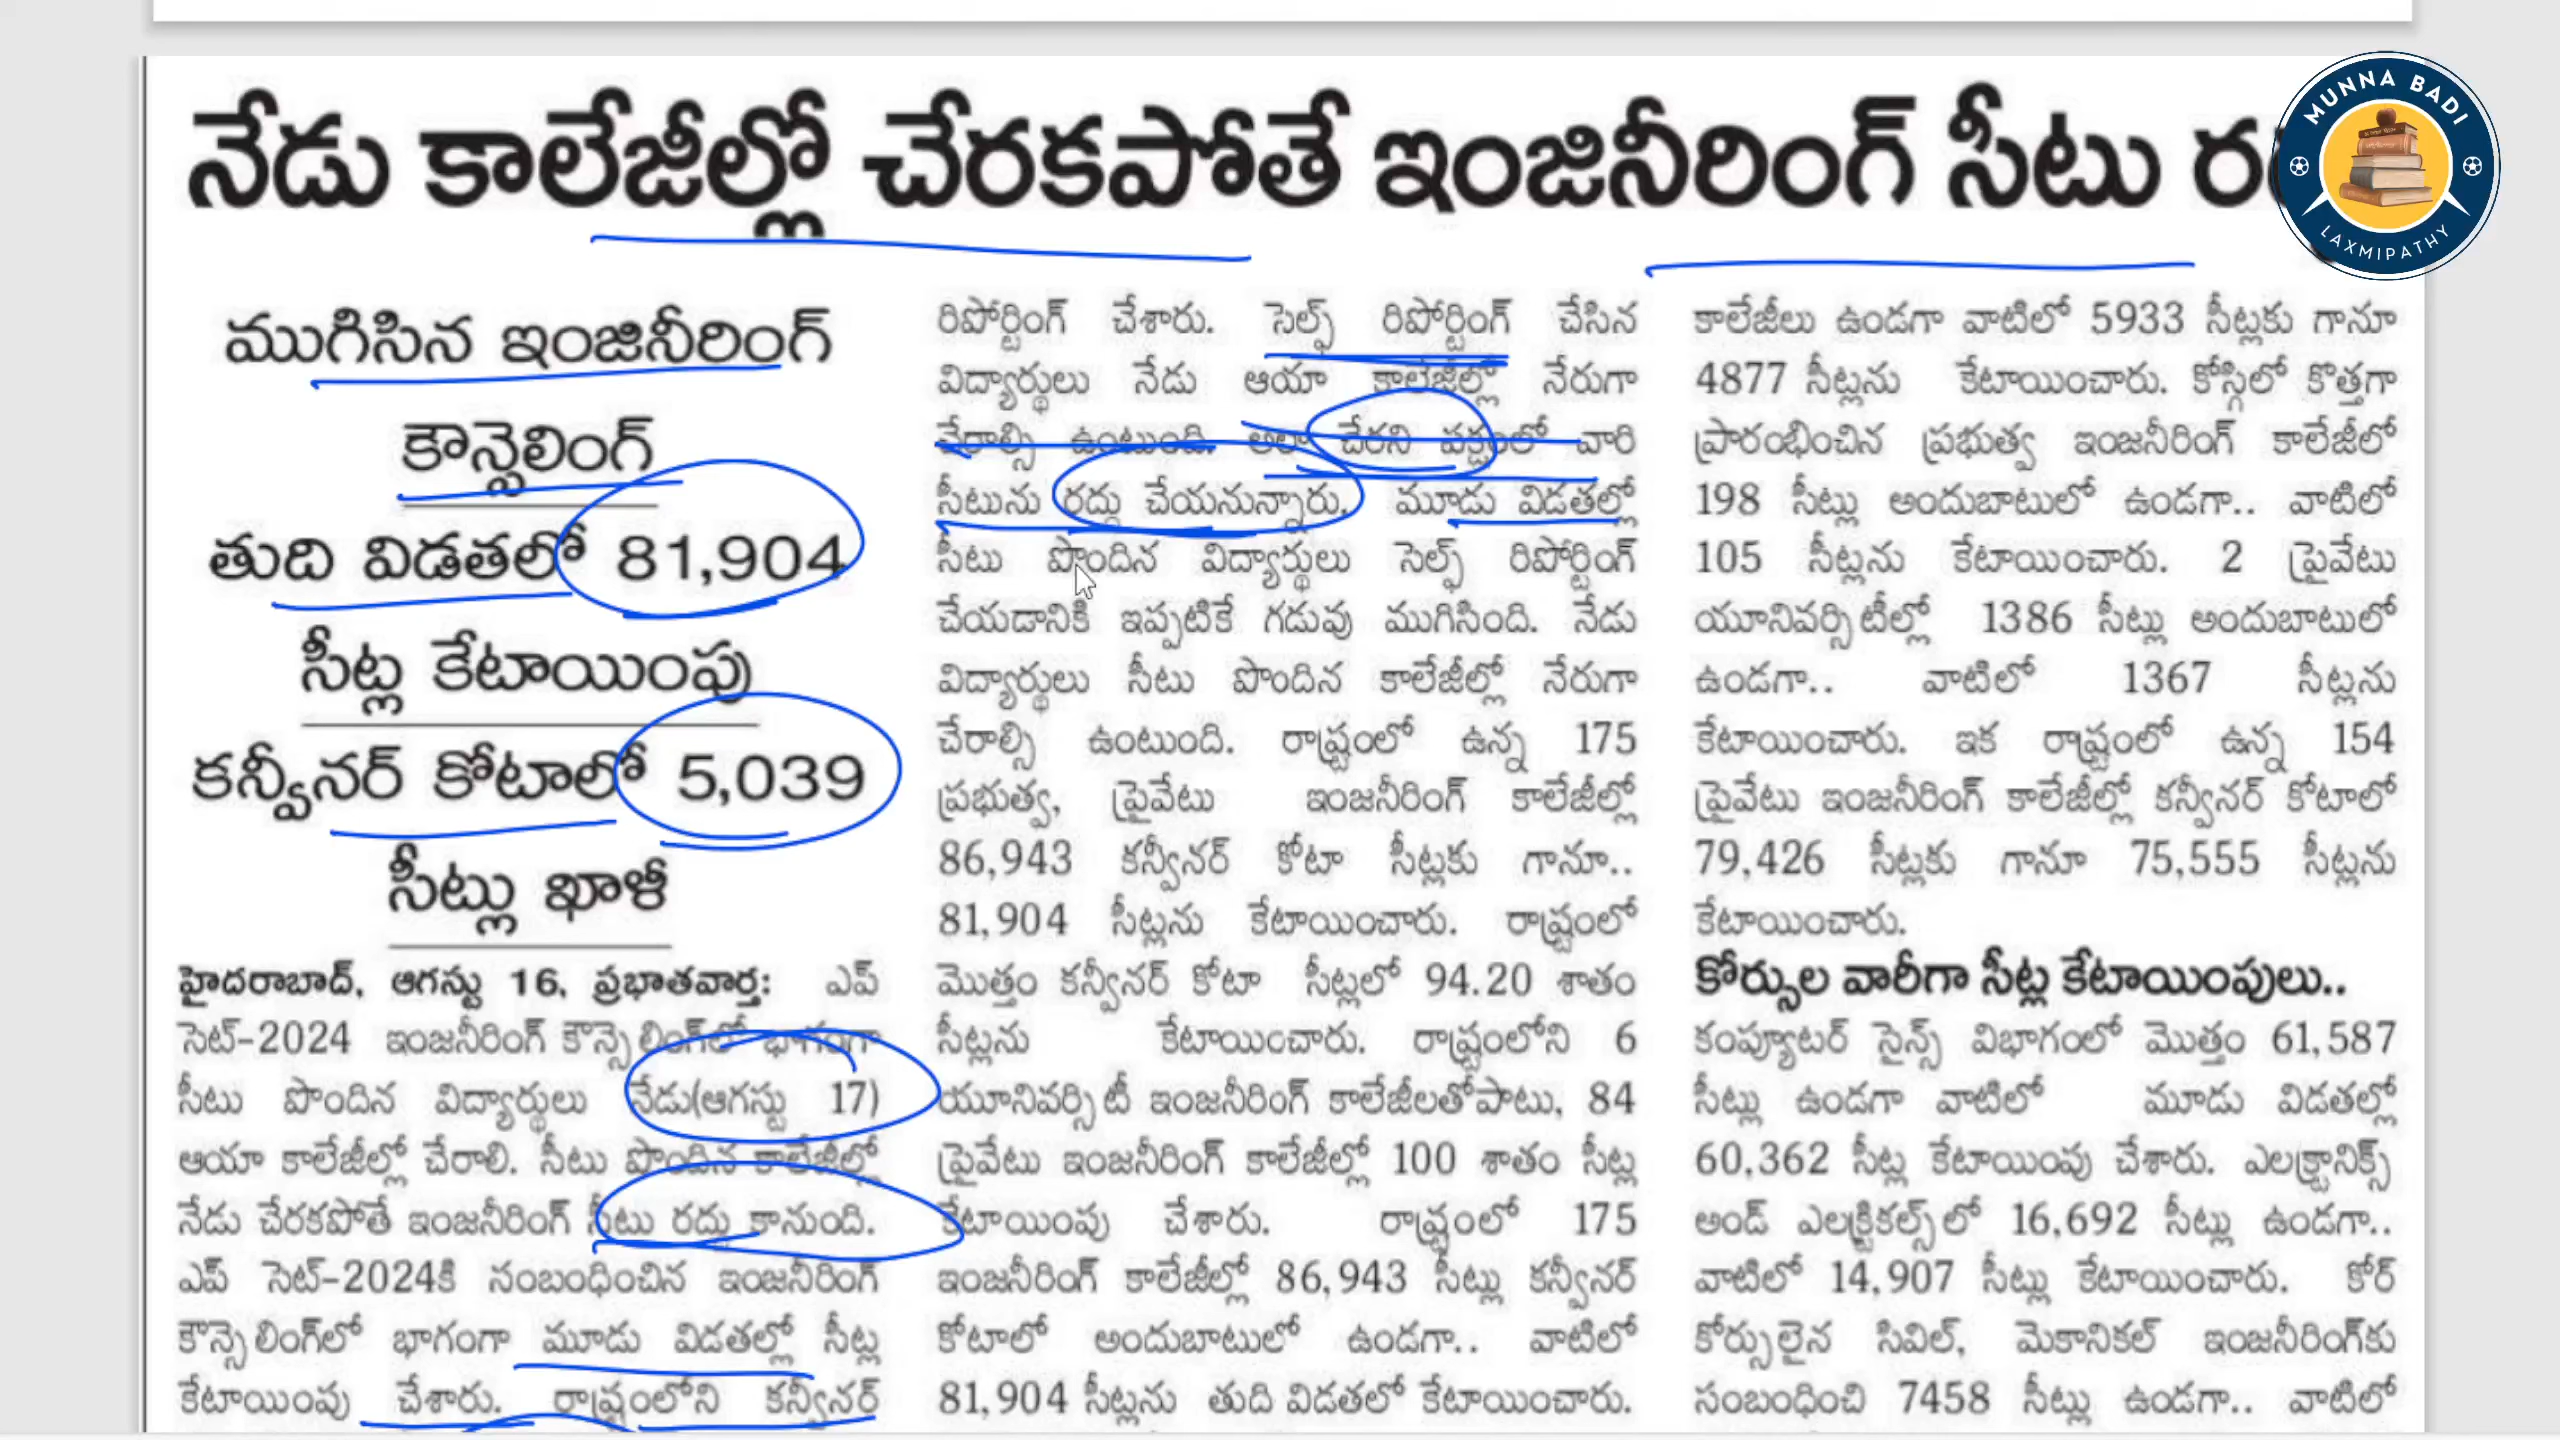 నేడు కాలేజీల్లో చేరకపోతే ఇంజినీరింగ్ సీటు
MUNNA BADI
LAXMIPATHY
ముగిసిన ఇంజినీరింగ్
కౌన్సెలింగ్
తుది విడతలో 81,904
సీట్ల కేటాయింపు
కన్వీనర్ కోటాలో 5,039
సీట్లు ఖాళీ
హైదరాబాద్, ఆగస్టు 16, ప్రభాతవార్త: ఎప్
సెట్-2024 ఇంజనీరింగ్ కౌన్సెలింగ్‌లో భాగంగా
సీటు పొందిన విద్యార్థులు నేడు(ఆగస్టు 17)
ఆయా కాలేజీల్లో చేరాలి. సీటు పొందిన కాలేజీల్లో
నేడు చేరకపోతే ఇంజనీరింగ్ సీటు రద్దు కానుంది.
ఎప్ సెట్-2024కి సంబంధించిన ఇంజనీరింగ్
కౌన్సెలింగ్‌లో భాగంగా మూడు విడతల్లో సీట్ల
కేటాయింపు చేశారు. రాష్ట్రంలోని కన్వీనర్
రిపోర్టింగ్ చేశారు. సెల్ఫ్ రిపోర్టింగ్ చేసిన
విద్యార్థులు నేడు ఆయా కాలేజీల్లో నేరుగా
చేరాల్సి ఉంటుంది. అలా చేరని పక్షంలో వారి
సీటును రద్దు చేయనున్నారు. మూడు విడతల్లో
సీటు పొందిన విద్యార్థులు సెల్ఫ్ రిపోర్టింగ్
చేయడానికి ఇప్పటికే గడువు ముగిసింది. నేడు
విద్యార్థులు సీటు పొందిన కాలేజీల్లో నేరుగా
చేరాల్సి ఉంటుంది. రాష్ట్రంలో ఉన్న 175
ప్రభుత్వ, ప్రైవేటు ఇంజనీరింగ్ కాలేజీల్లో
86,943 కన్వీనర్ కోటా సీట్లకు గానూ..
81,904 సీట్లను కేటాయించారు. రాష్ట్రంలో
మొత్తం కన్వీనర్ కోటా సీట్లలో 94.20 శాతం
సీట్లను కేటాయించారు. రాష్ట్రంలోని 6
యూనివర్సిటీ ఇంజనీరింగ్ కాలేజీలతోపాటు, 84
ప్రైవేటు ఇంజనీరింగ్ కాలేజీల్లో 100 శాతం సీట్ల
కేటాయింపు చేశారు. రాష్ట్రంలో 175
ఇంజనీరింగ్ కాలేజీల్లో 86,943 సీట్లు కన్వీనర్
కోటాలో అందుబాటులో ఉండగా.. వాటిలో
81,904 సీట్లను తుది విడతలో కేటాయించారు.
కాలేజీలు ఉండగా వాటిలో 5933 సీట్లకు గానూ
4877 సీట్లను కేటాయించారు. కోస్గిలో కొత్తగా
ప్రారంభించిన ప్రభుత్వ ఇంజనీరింగ్ కాలేజీలో
198 సీట్లు అందుబాటులో ఉండగా.. వాటిలో
105 సీట్లను కేటాయించారు. 2 ప్రైవేటు
యూనివర్సిటీల్లో 1386 సీట్లు అందుబాటులో
ఉండగా.. వాటిలో 1367 సీట్లను
కేటాయించారు. ఇక రాష్ట్రంలో ఉన్న 154
ప్రైవేటు ఇంజనీరింగ్ కాలేజీల్లో కన్వీనర్ కోటాలో
79,426 సీట్లకు గానూ 75,555 సీట్లను
కేటాయించారు.
కోర్సుల వారీగా సీట్ల కేటాయింపులు..
కంప్యూటర్ సైన్స్ విభాగంలో మొత్తం 61,587
సీట్లు ఉండగా వాటిలో మూడు విడతల్లో
60,362 సీట్ల కేటాయింపు చేశారు. ఎలక్ట్రానిక్స్
అండ్ ఎలక్ట్రికల్స్‌లో 16,692 సీట్లు ఉండగా..
వాటిలో 14,907 సీట్లు కేటాయించారు. కోర్
కోర్సులైన సివిల్, మెకానికల్ ఇంజనీరింగ్‌కు
సంబంధించి 7458 సీట్లు ఉండగా.. వాటిలో